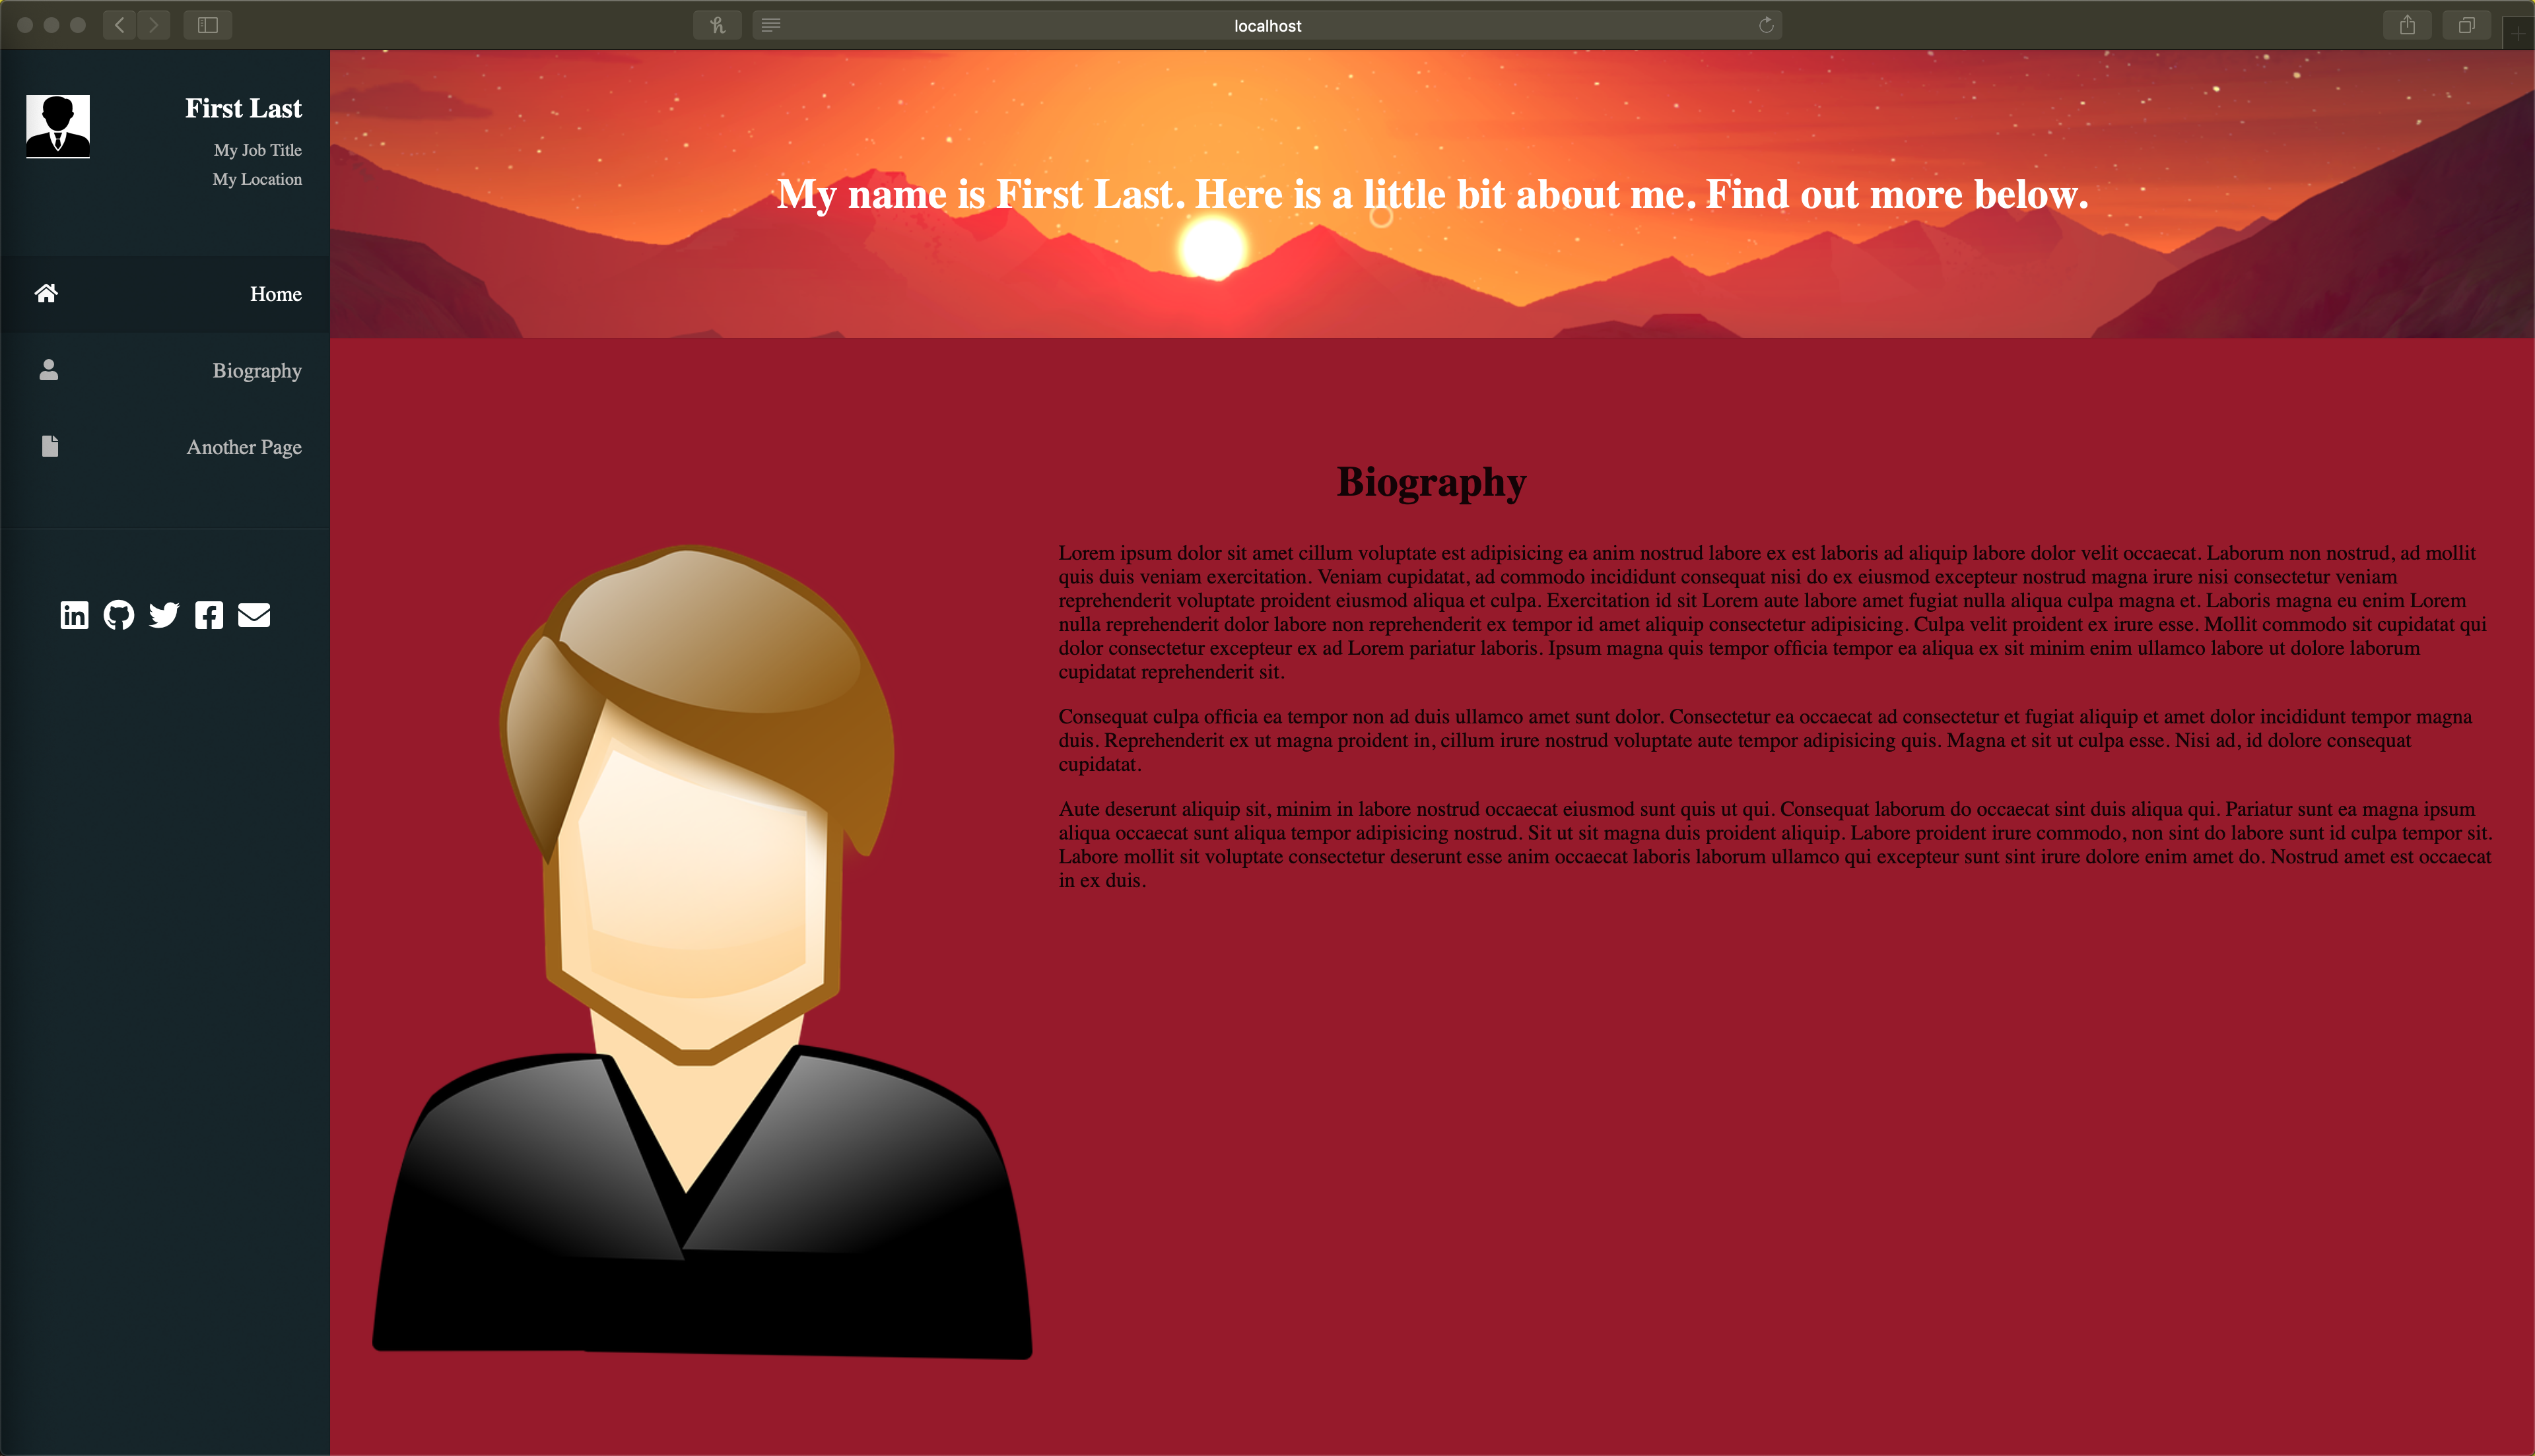 localhost
First Last
My Job Title
My Location
Home
Biography
Another Page
My name is First Last. Here is a little bit about me. Find out more below.
Biography
Lorem ipsum dolor sit amet cillum voluptate est adipisicing ea anim nostrud labore ex est laboris ad aliquip labore dolor velit occaecat. Laborum non nostrud, ad mollit
quis duis veniam exercitation. Veniam cupidatat, ad commodo incididunt consequat nisi do ex eiusmod excepteur nostrud magna irure nisi consectetur veniam
reprehenderit voluptate proident eiusmod aliqua et culpa. Exercitation id sit Lorem aute labore amet fugiat nulla aliqua culpa magna et. Laboris magna eu enim Lorem
nulla reprehenderit dolor labore non reprehenderit ex tempor id amet aliquip consectetur adipisicing. Culpa velit proident ex irure esse. Mollit commodo sit cupidatat qui
dolor consectetur excepteur ex ad Lorem pariatur laboris. Ipsum magna quis tempor officia tempor ea aliqua ex sit minim enim ullamco labore ut dolore laborum
cupidatat reprehenderit sit.
Consequat culpa officia ea tempor non ad duis ullamco amet sunt dolor. Consectetur ea occaecat ad consectetur et fugiat aliquip et amet dolor incididunt tempor magna
duis. Reprehenderit ex ut magna proident in, cillum irure nostrud voluptate aute tempor adipisicing quis. Magna et sit ut culpa esse. Nisi ad, id dolore consequat
cupidatat.
Aute deserunt aliquip sit, minim in labore nostrud occaecat eiusmod sunt quis ut qui. Consequat laborum do occaecat sint duis aliqua qui. Pariatur sunt ea magna ipsum
aliqua occaecat sunt aliqua tempor adipisicing nostrud. Sit ut sit magna duis proident aliquip. Labore proident irure commodo, non sint do labore sunt id culpa tempor sit.
Labore mollit sit voluptate consectetur deserunt esse anim occaecat laboris laborum ullamco qui excepteur sunt sint irure dolore enim amet do. Nostrud amet est occaecat
in ex duis.